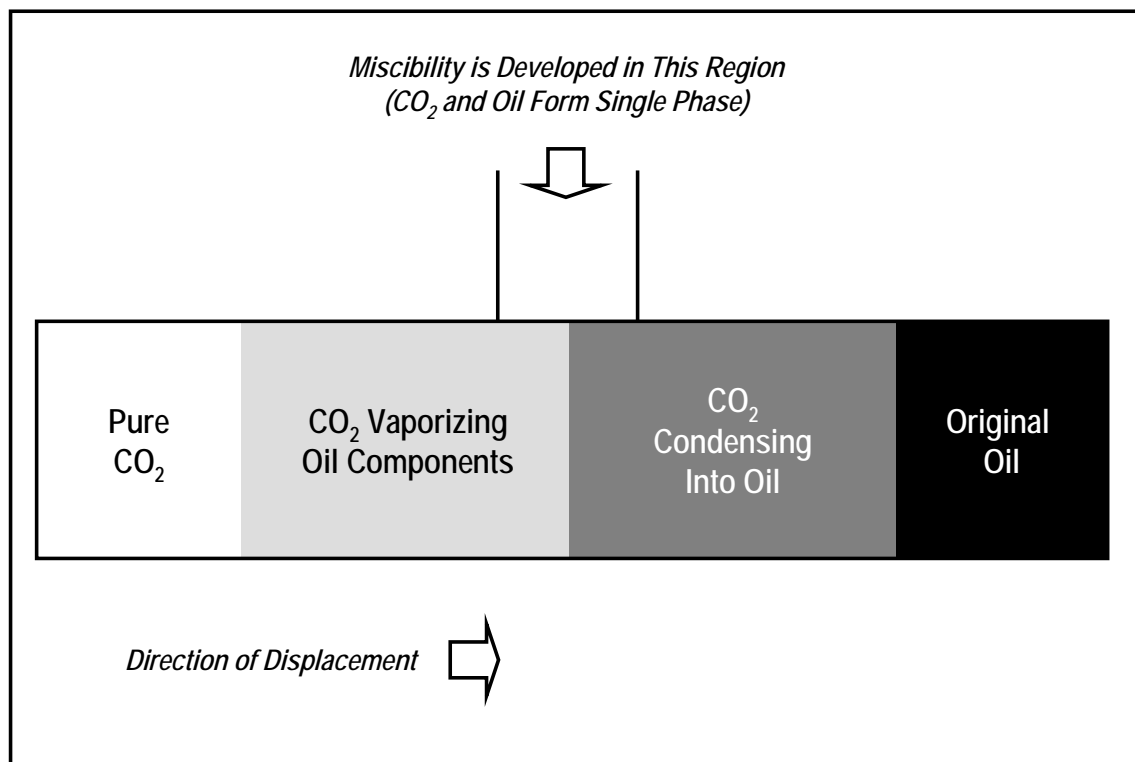 Miscibility is Developed in This Region
(CO₂ and Oil Form Single Phase)
Pure
CO₂
CO₂ Vaporizing
Oil Components
CO₂
Condensing
Into Oil
Original
Oil
Direction of Displacement